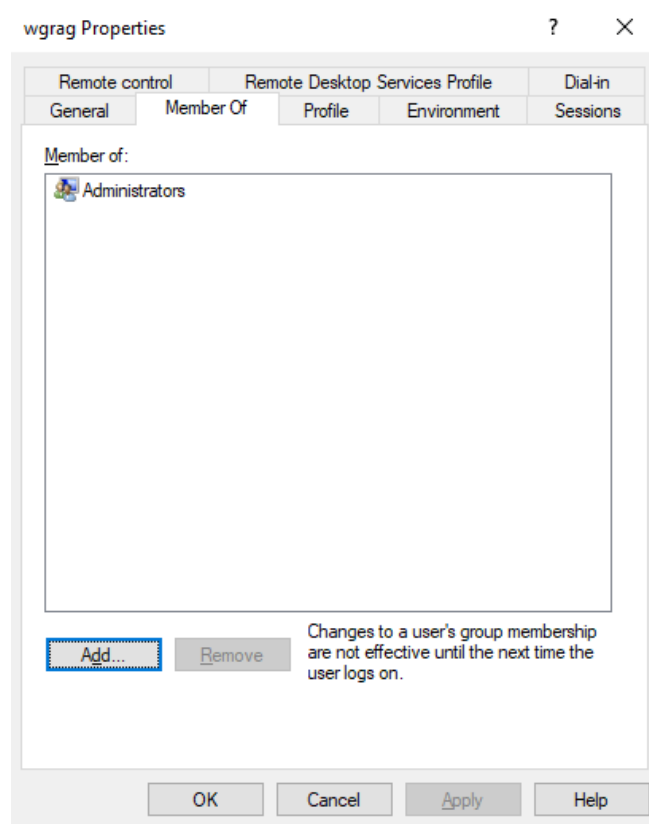 wgrag Properties
?
Remote control
Remote Desktop Services Profile
Dial-in
General
Member Of
Profile
Environment
Sessions
Member of:
Administrators
Add...
Remove
Changes to a user's group membership
are not effective until the next time the
user logs on.
OK
Cancel
Apply
Help